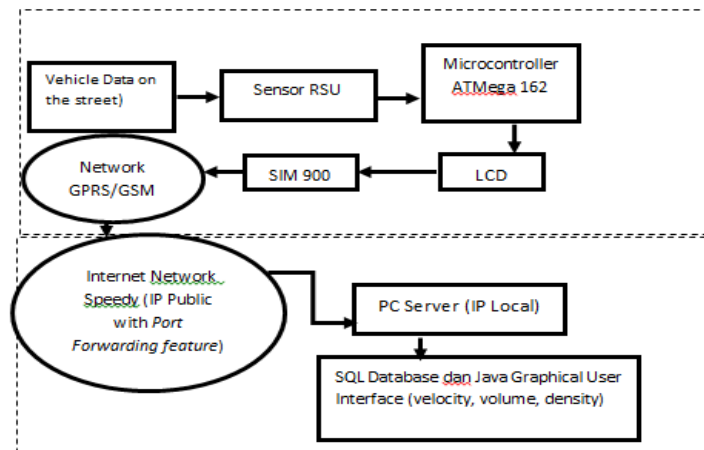 Vehicle Data on
the street)
Sensor RSU
Microcontroller
ATMega 162
Network
GPRS/GSM
SIM 900
LCD
Internet Network
Speedy (IP Public
with Port
Forwarding feature)
PC Server (IP Local)
SQL Database dan Java Graphical User
Interface (velocity, volume, density)